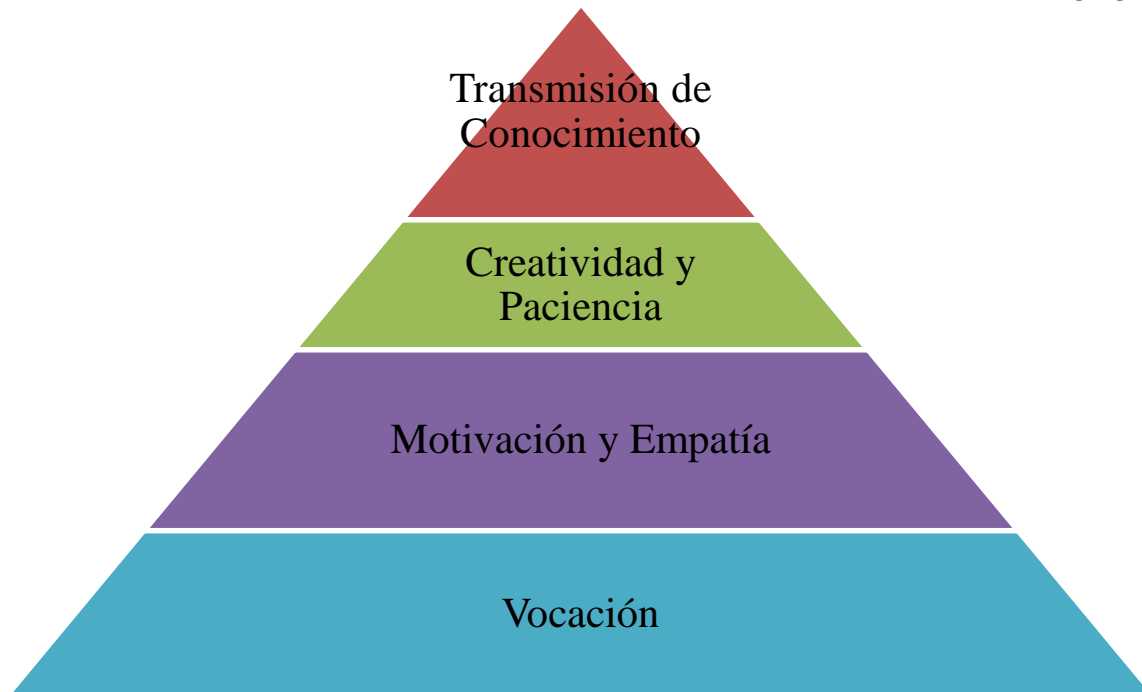 Transmisión de
Conocimiento
Creatividad y
Paciencia
Motivación y Empatía
Vocación